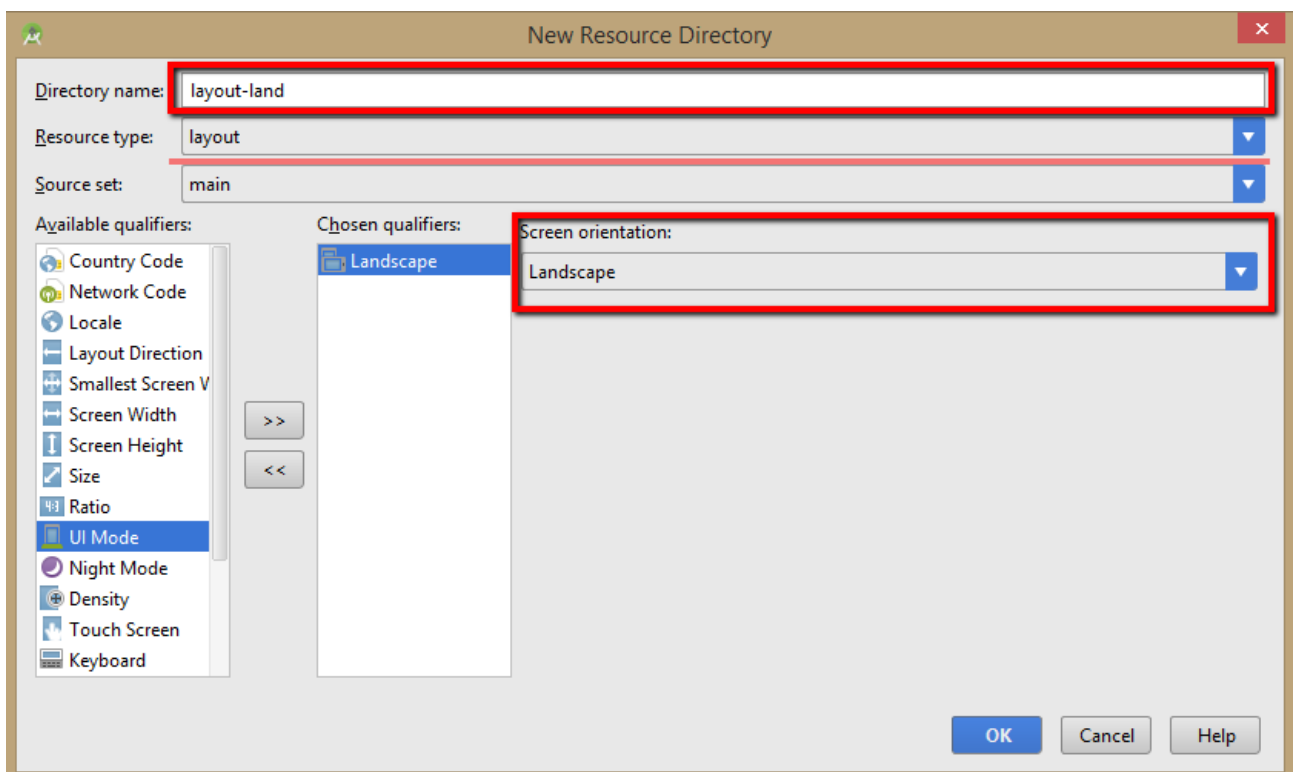 New Resource Directory
Directory name: layout-land
Resource type: layout
Source set: main
Available qualifiers:
Country Code
Network Code
Locale
Layout Direction
Smallest Screen W
Screen Width
Screen Height
Size
4:3 Ratio
UI Mode
Night Mode
Density
Touch Screen
Keyboard
>>
<<
Chosen qualifiers:
Landscape
Screen orientation:
Landscape
OK Cancel Help